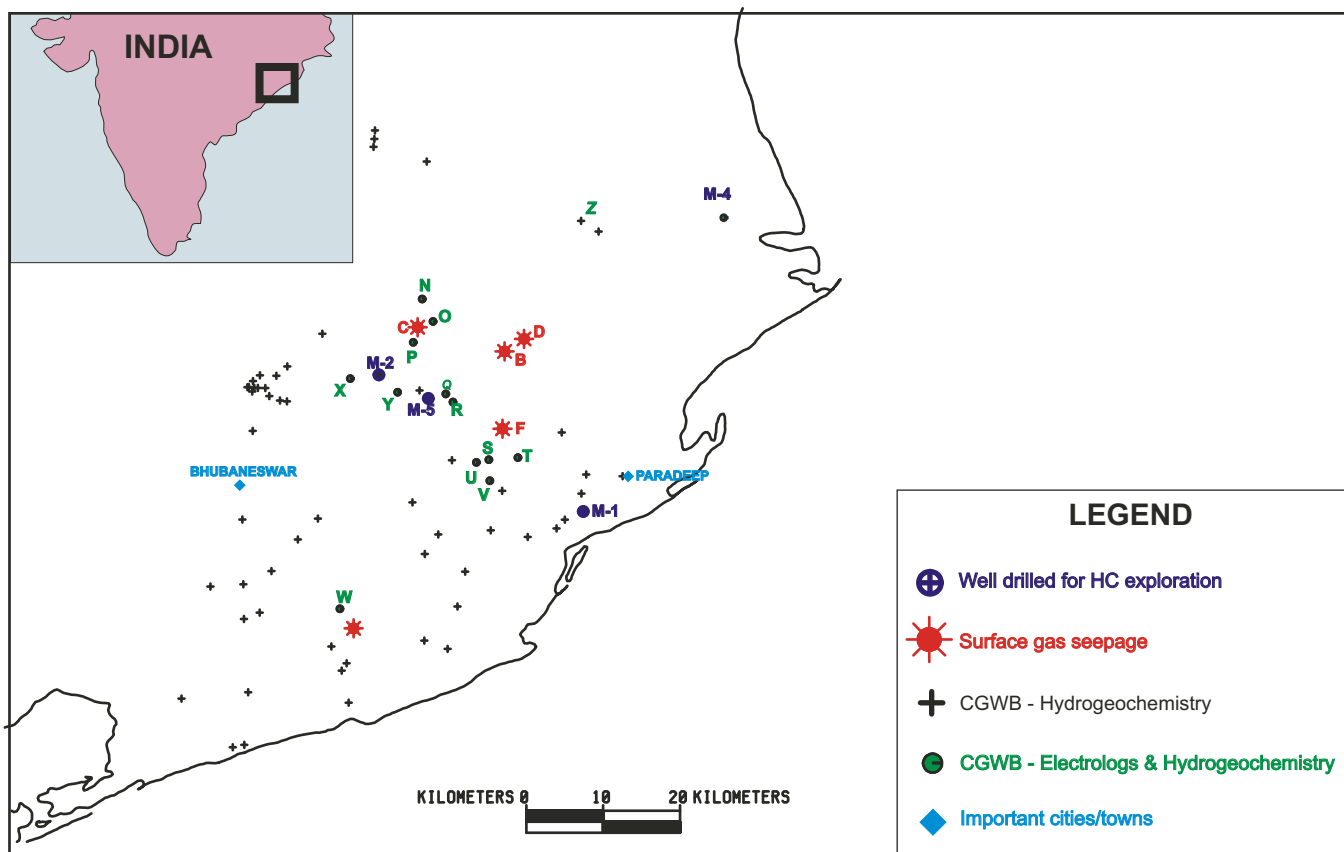 INDIA
M-4
Z
N
O
C
D
B
P
M-2
X
Y
Q
M-5
R
F
S
T
U
V
BHUBANESWAR
PARADEEP
M-1
W
LEGEND
Well drilled for HC exploration
Surface gas seepage
CGWB - Hydrogeochemistry
CGWB - Electrologs & Hydrogeochemistry
Important cities/towns
KILOMETERS 0 10 20 KILOMETERS